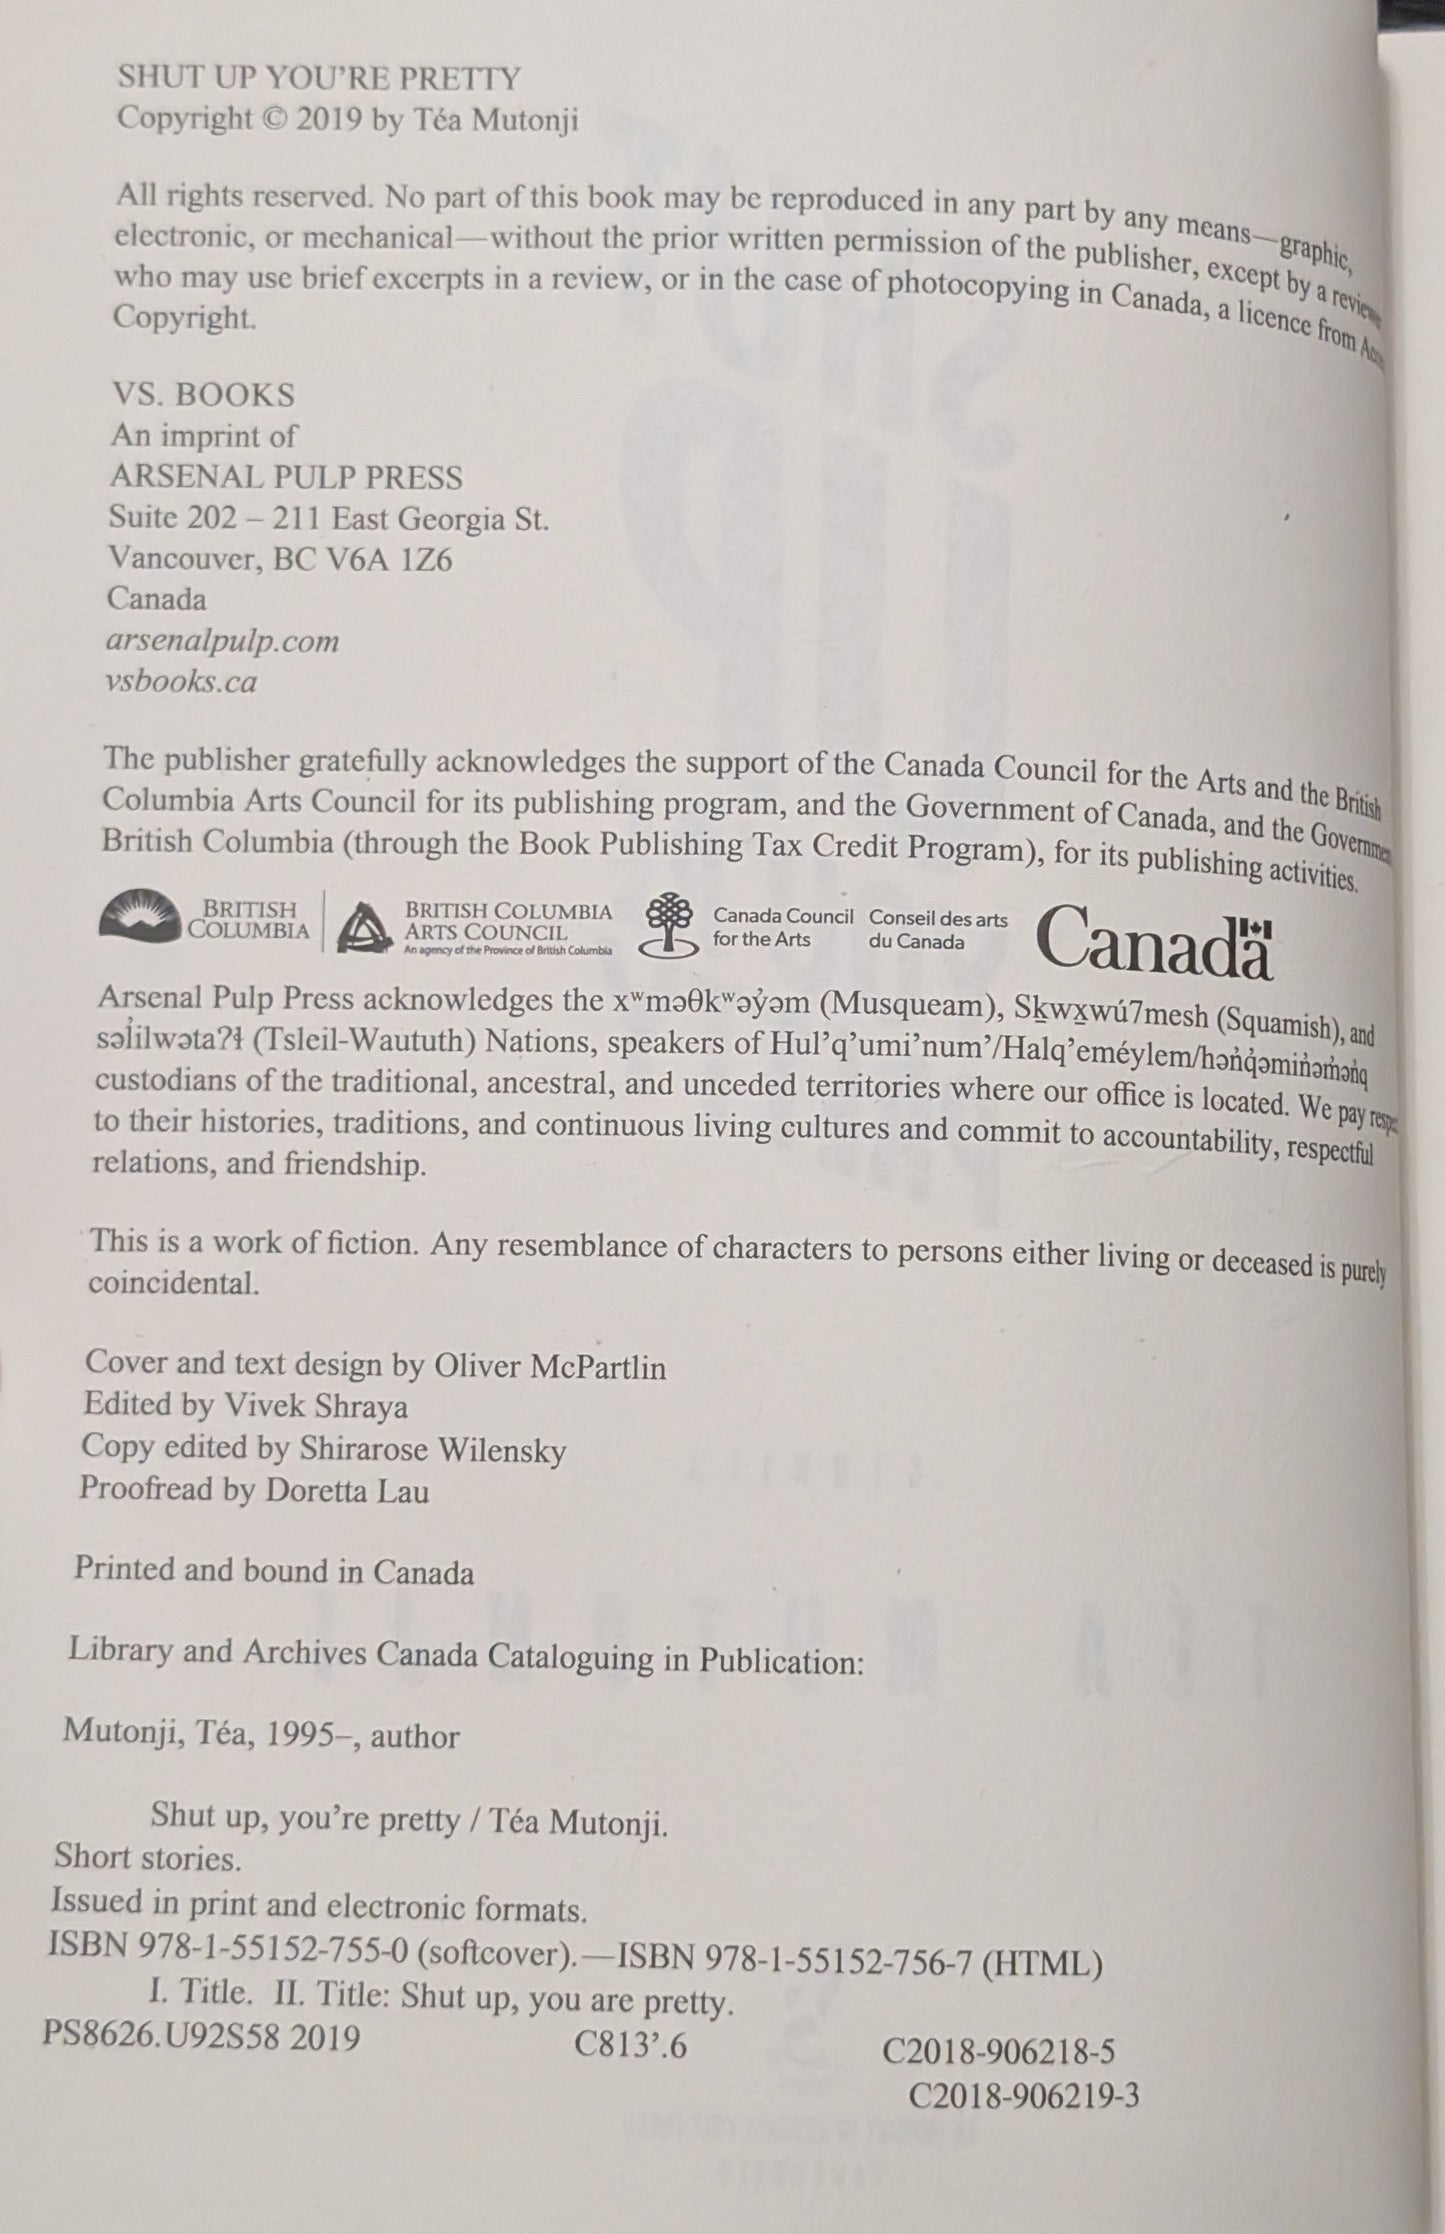 SHUT UP YOU'RE PRETTY
Copyright © 2019 by Téa Mutonji
All rights reserved. No part of this book may be reproduced in any part by any means—graphic,
electronic, or mechanical—without the prior written permission of the publisher, except by a
who may use brief excerpts in a review, or in the case of photocopying in Canada, a licence from
Copyright.
VS. BOOKS
An imprint of
ARSENAL PULP PRESS
Suite 202 – 211 East Georgia St.
Vancouver, BC V6A 1Z6
Canada
arsenalpulp.com
vsbooks.ca
The publisher gratefully acknowledges the support of the Canada Council for the Arts and the British
Columbia Arts Council for its publishing program, and the Government of Canada, and the
British Columbia (through the Book Publishing Tax Credit Program), for its publishing activities.
BRITISH COLUMBIA
BRITISH COLUMBIA ARTS COUNCIL
An agency of the Province of British Columbia
Canada Council for the Arts
Conseil des arts du Canada
Canada
Arsenal Pulp Press acknowledges the xʷməθkʷəy̓əm (Musqueam), Sḵwx̱wú7mesh (Squamish), and
səl̓ilwətaʔɬ (Tsleil-Waututh) Nations, speakers of Hul'q'umi'num'/Halq'eméylem/hən̓q̓əmin̓əm̓ən̓q
custodians of the traditional, ancestral, and unceded territories where our office is located. We pay
to their histories, traditions, and continuous living cultures and commit to accountability, respectful
relations, and friendship.
This is a work of fiction. Any resemblance of characters to persons either living or deceased is purely
coincidental.
Cover and text design by Oliver McPartlin
Edited by Vivek Shraya
Copy edited by Shirarose Wilensky
Proofread by Doretta Lau
Printed and bound in Canada
Library and Archives Canada Cataloguing in Publication:
Mutonji, Téa, 1995–, author
Shut up, you're pretty / Téa Mutonji.
Short stories.
Issued in print and electronic formats.
ISBN 978-1-55152-755-0 (softcover).—ISBN 978-1-55152-756-7 (HTML)
I. Title. II. Title: Shut up, you are pretty.
PS8626.U92S58 2019 C813'.6 C2018-906218-5
C2018-906219-3